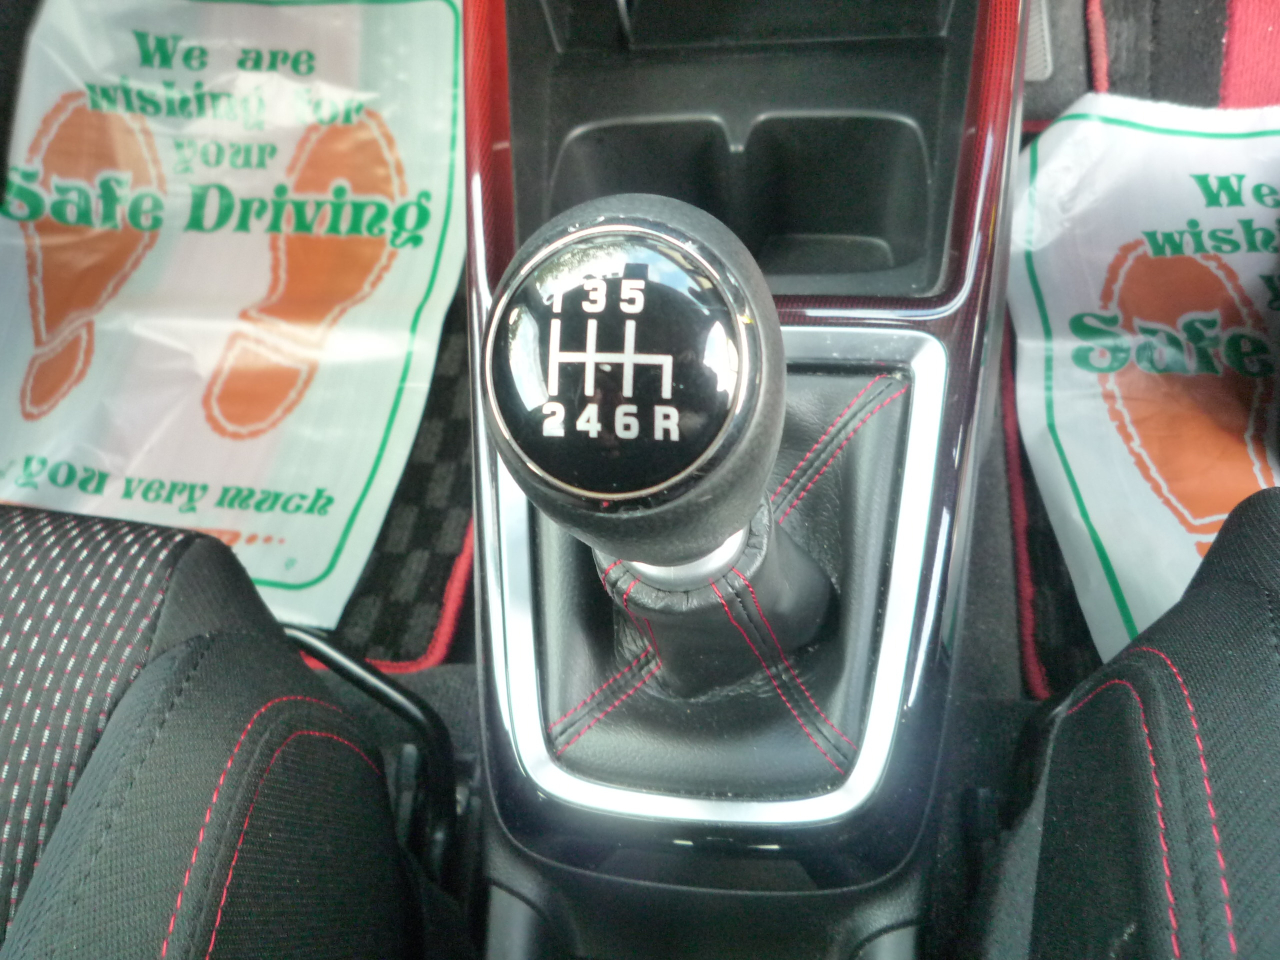 We are
wishing for
your
Safe Driving
you very much
1 3 5
2 4 6 R
We
wish
Safe